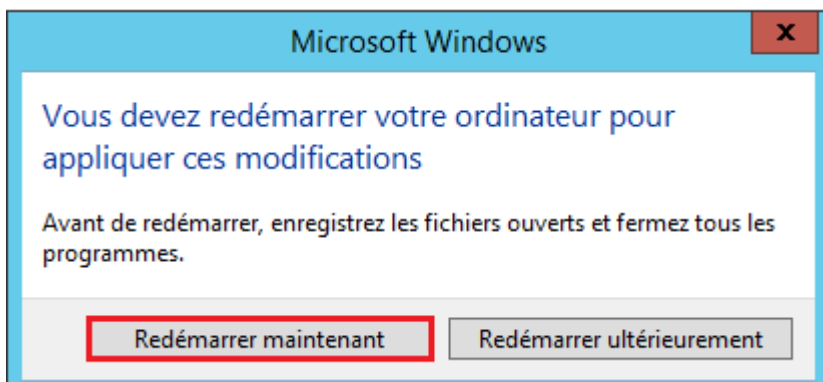 Microsoft Windows
x
Vous devez redémarrer votre ordinateur pour
appliquer ces modifications
Avant de redémarrer, enregistrez les fichiers ouverts et fermez tous les
programmes.
Redémarrer maintenant
Redémarrer ultérieurement